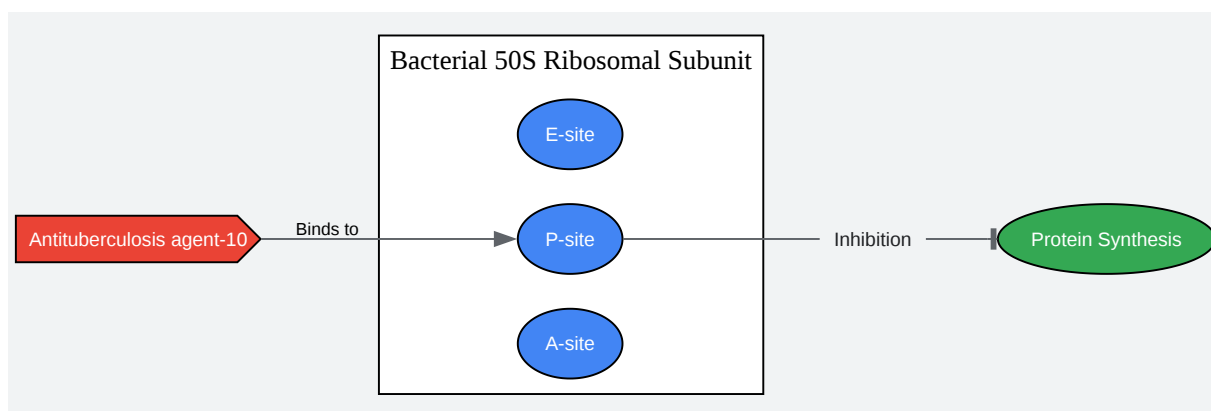 Bacterial 50S Ribosomal Subunit
E-site
Antituberculosis agent-10
Binds to
P-site
Inhibition
Protein Synthesis
A-site